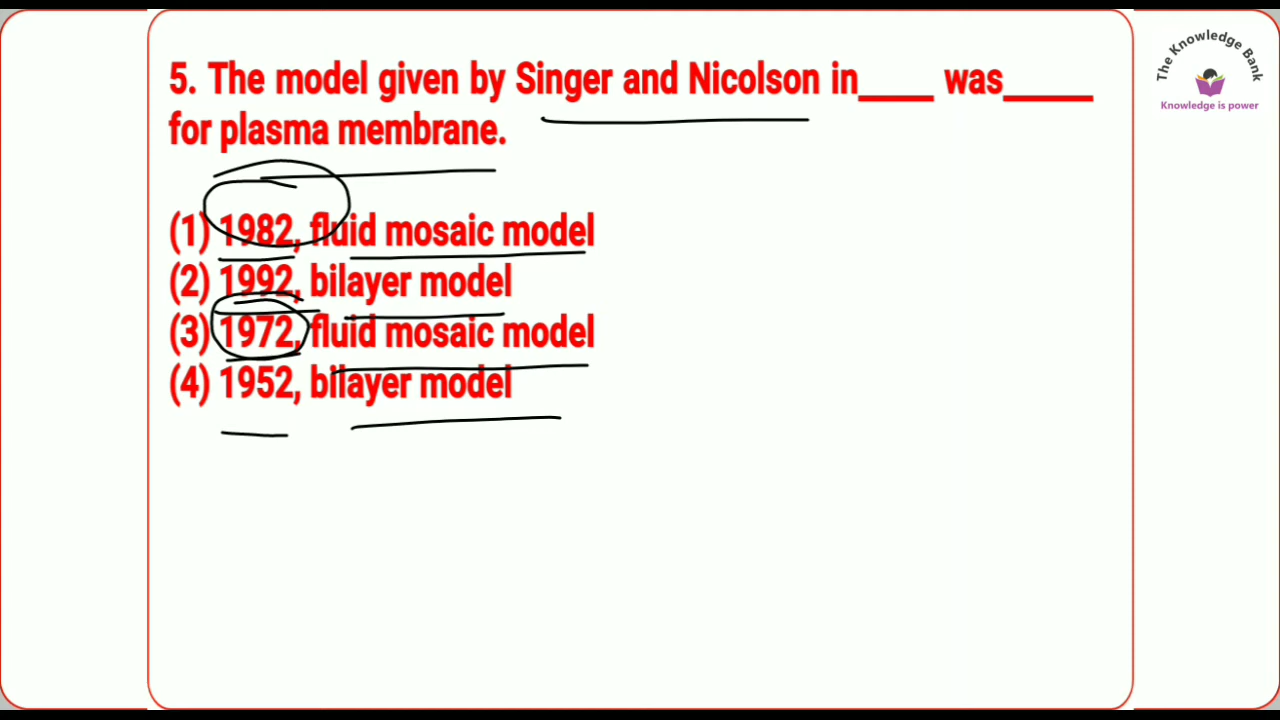 The Knowledge Bank
Knowledge is power
5. The model given by Singer and Nicolson in____ was_____
for plasma membrane.
(1) 1982, fluid mosaic model
(2) 1992, bilayer model
(3) 1972, fluid mosaic model
(4) 1952, bilayer model